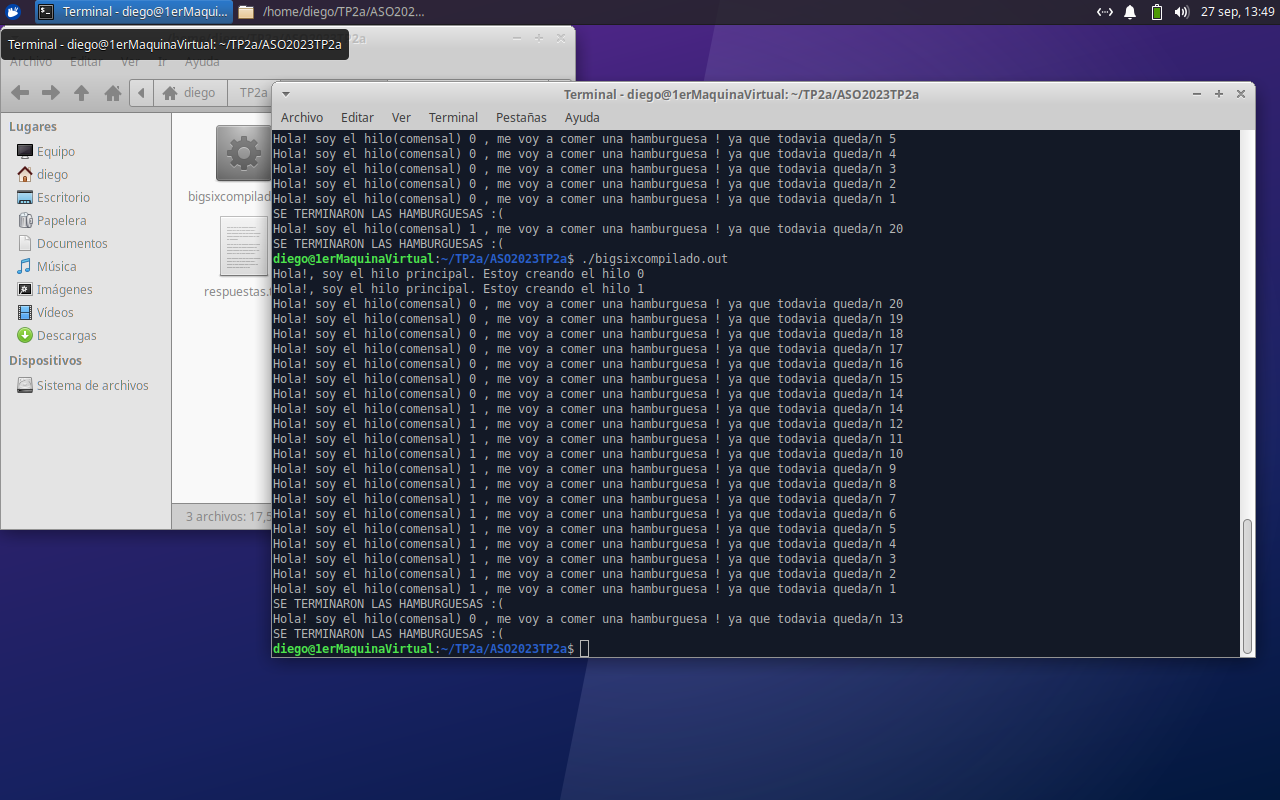 Terminal - diego@1erMaqui...
/home/diego/TP2a/ASO202...
27 sep, 13:49
Terminal - diego@1erMaquinaVirtual: ~/TP2a/ASO2023TP2a
P2a
Archivo Editar Ver Ir Ayuda
diego
TP2a
Lugares
Equipo
diego
Escritorio
Papelera
Documentos
Música
Imágenes
Vídeos
Descargas
Dispositivos
Sistema de archivos
bigsixcompilad
respuestas.
3 archivos: 17,5
Terminal - diego@1erMaquinaVirtual: ~/TP2a/ASO2023TP2a
Archivo Editar Ver Terminal Pestañas Ayuda
Hola! soy el hilo(comensal) 0 , me voy a comer una hamburguesa ! ya que todavia queda/n 5
Hola! soy el hilo(comensal) 0 , me voy a comer una hamburguesa ! ya que todavia queda/n 4
Hola! soy el hilo(comensal) 0 , me voy a comer una hamburguesa ! ya que todavia queda/n 3
Hola! soy el hilo(comensal) 0 , me voy a comer una hamburguesa ! ya que todavia queda/n 2
Hola! soy el hilo(comensal) 0 , me voy a comer una hamburguesa ! ya que todavia queda/n 1
SE TERMINARON LAS HAMBURGUESAS :(
Hola! soy el hilo(comensal) 1 , me voy a comer una hamburguesa ! ya que todavia queda/n 20
SE TERMINARON LAS HAMBURGUESAS :(
diego@1erMaquinaVirtual:~/TP2a/ASO2023TP2a$ ./bigsixcompilado.out
Hola!, soy el hilo principal. Estoy creando el hilo 0
Hola!, soy el hilo principal. Estoy creando el hilo 1
Hola! soy el hilo(comensal) 0 , me voy a comer una hamburguesa ! ya que todavia queda/n 20
Hola! soy el hilo(comensal) 0 , me voy a comer una hamburguesa ! ya que todavia queda/n 19
Hola! soy el hilo(comensal) 0 , me voy a comer una hamburguesa ! ya que todavia queda/n 18
Hola! soy el hilo(comensal) 0 , me voy a comer una hamburguesa ! ya que todavia queda/n 17
Hola! soy el hilo(comensal) 0 , me voy a comer una hamburguesa ! ya que todavia queda/n 16
Hola! soy el hilo(comensal) 0 , me voy a comer una hamburguesa ! ya que todavia queda/n 15
Hola! soy el hilo(comensal) 0 , me voy a comer una hamburguesa ! ya que todavia queda/n 14
Hola! soy el hilo(comensal) 1 , me voy a comer una hamburguesa ! ya que todavia queda/n 14
Hola! soy el hilo(comensal) 1 , me voy a comer una hamburguesa ! ya que todavia queda/n 12
Hola! soy el hilo(comensal) 1 , me voy a comer una hamburguesa ! ya que todavia queda/n 11
Hola! soy el hilo(comensal) 1 , me voy a comer una hamburguesa ! ya que todavia queda/n 10
Hola! soy el hilo(comensal) 1 , me voy a comer una hamburguesa ! ya que todavia queda/n 9
Hola! soy el hilo(comensal) 1 , me voy a comer una hamburguesa ! ya que todavia queda/n 8
Hola! soy el hilo(comensal) 1 , me voy a comer una hamburguesa ! ya que todavia queda/n 7
Hola! soy el hilo(comensal) 1 , me voy a comer una hamburguesa ! ya que todavia queda/n 6
Hola! soy el hilo(comensal) 1 , me voy a comer una hamburguesa ! ya que todavia queda/n 5
Hola! soy el hilo(comensal) 1 , me voy a comer una hamburguesa ! ya que todavia queda/n 4
Hola! soy el hilo(comensal) 1 , me voy a comer una hamburguesa ! ya que todavia queda/n 3
Hola! soy el hilo(comensal) 1 , me voy a comer una hamburguesa ! ya que todavia queda/n 2
Hola! soy el hilo(comensal) 1 , me voy a comer una hamburguesa ! ya que todavia queda/n 1
SE TERMINARON LAS HAMBURGUESAS :(
Hola! soy el hilo(comensal) 0 , me voy a comer una hamburguesa ! ya que todavia queda/n 13
SE TERMINARON LAS HAMBURGUESAS :(
diego@1erMaquinaVirtual:~/TP2a/ASO2023TP2a$